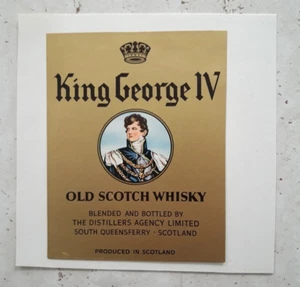 King George IV
OLD SCOTCH WHISKY
BLENDED AND BOTTLED BY
THE DISTILLERS AGENCY LIMITED
SOUTH QUEENSFERRY - SCOTLAND
PRODUCED IN SCOTLAND